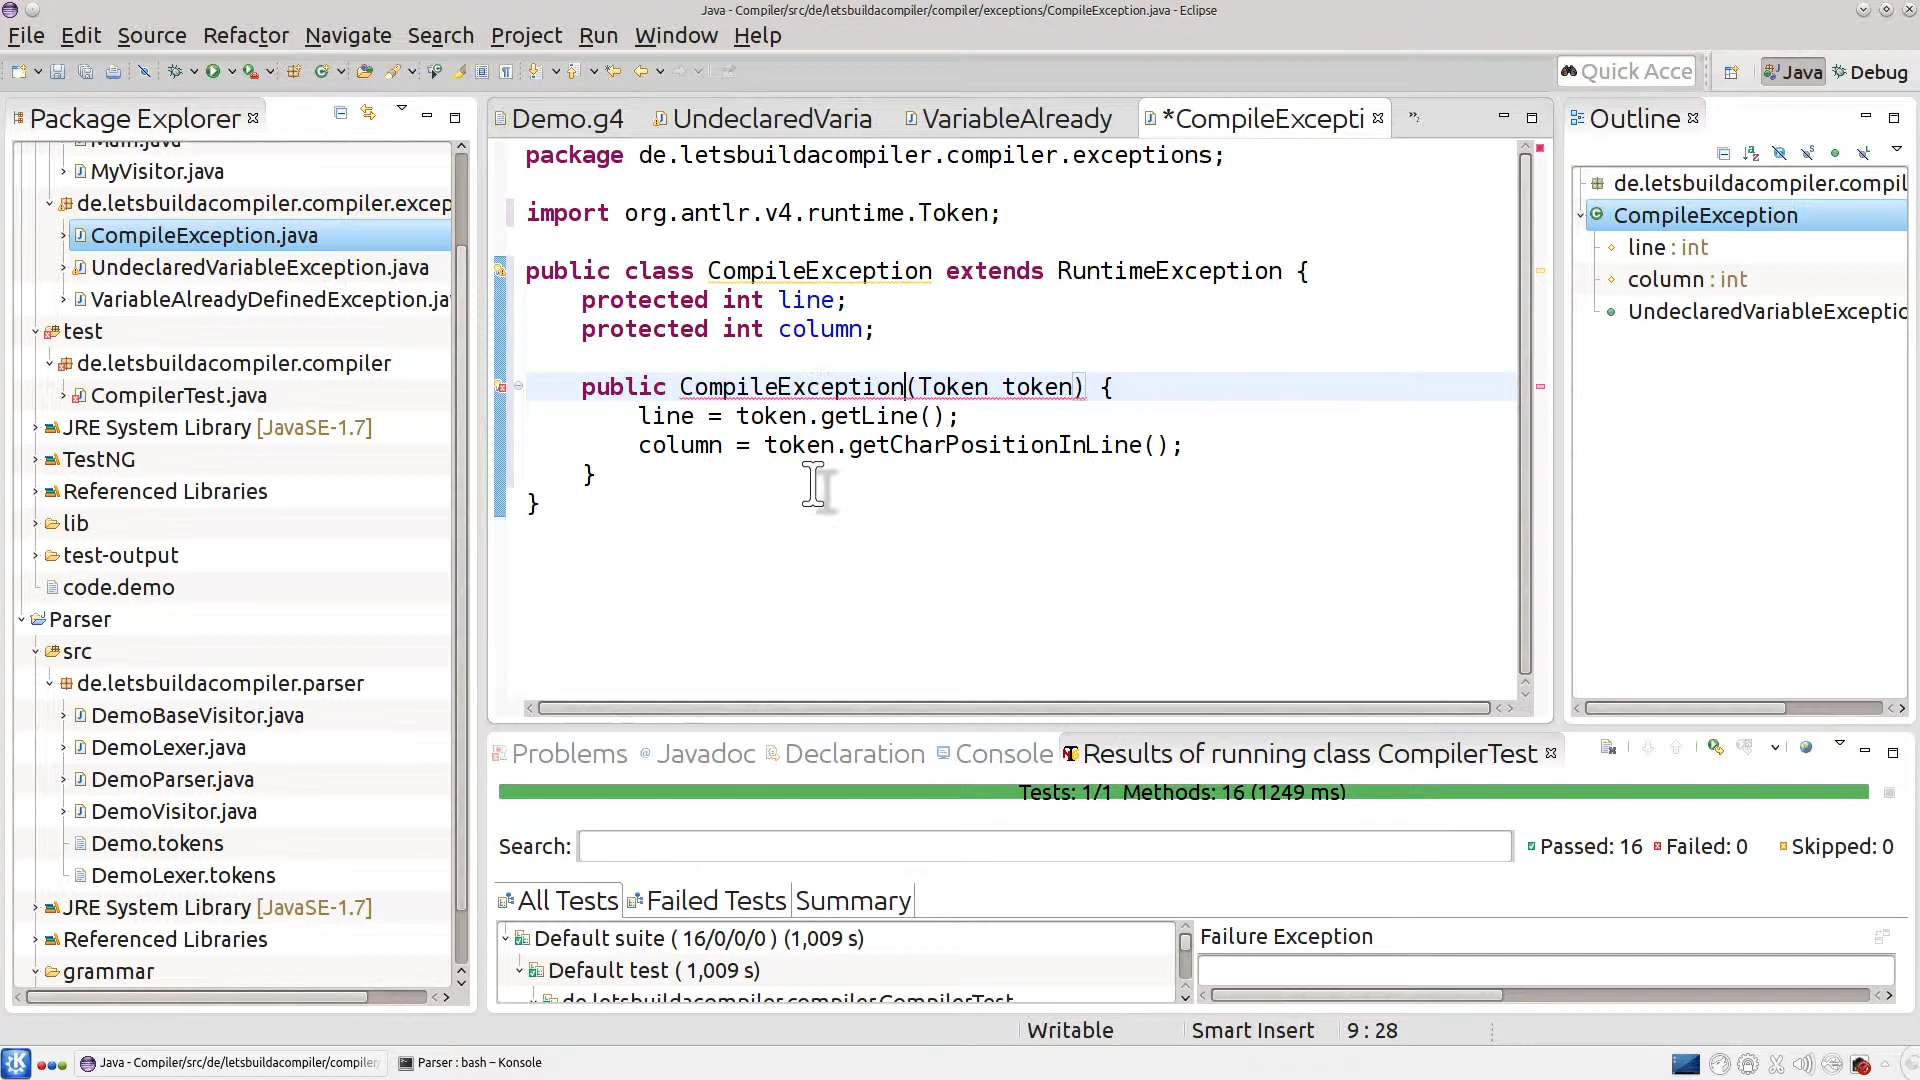 Java - Compiler/src/de/letsbuildacompiler/compiler/exceptions/CompileException.java - Eclipse
File Edit Source Refactor Navigate Search Project Run Window Help
Quick Acce Java Debug
Package Explorer
Main.java
MyVisitor.java
de.letsbuildacompiler.compiler.excep
CompileException.java
UndeclaredVariableException.java
VariableAlreadyDefinedException.ja
test
de.letsbuildacompiler.compiler
CompilerTest.java
JRE System Library [JavaSE-1.7]
TestNG
Referenced Libraries
lib
test-output
code.demo
Parser
src
de.letsbuildacompiler.parser
DemoBaseVisitor.java
DemoLexer.java
DemoParser.java
DemoVisitor.java
Demo.tokens
DemoLexer.tokens
JRE System Library [JavaSE-1.7]
Referenced Libraries
grammar
Demo.g4 UndeclaredVaria VariableAlready *CompileExcepti
package de.letsbuildacompiler.compiler.exceptions;
import org.antlr.v4.runtime.Token;
public class CompileException extends RuntimeException {
protected int line;
protected int column;
public CompileException(Token token) {
line = token.getLine();
column = token.getCharPositionInLine();
}
}
Outline
de.letsbuildacompil
CompileException
line : int
column : int
UndeclaredVariableExceptio
Problems Javadoc Declaration Console Results of running class CompilerTest
Tests: 1/1 Methods: 16 (1249 ms)
Search: Passed: 16 Failed: 0 Skipped: 0
All Tests Failed Tests Summary
Default suite ( 16/0/0/0 ) (1,009 s)
Default test ( 1,009 s)
de.letsbuildacompiler.compiler.CompilerTest
Failure Exception
Writable Smart Insert 9 : 28
Java - Compiler/src/de/letsbuildacompiler/compiler/ Parser : bash – Konsole